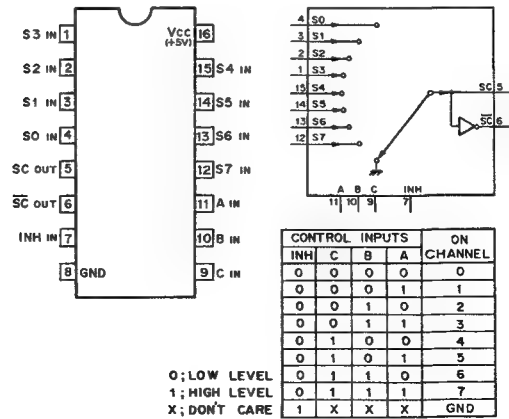 S3 IN 1
S2 IN 2
S1 IN 3
S0 IN 4
SC OUT 5
S̅C̅ OUT 6
INH IN 7
8 GND
VCC 16
(+5V)
15 S4 IN
14 S5 IN
13 S6 IN
12 S7 IN
11 A IN
10 B IN
9 C IN
4 S0
3 S1
2 S2
1 S3
15 S4
14 S5
13 S6
12 S7
SC 5
S̅C̅ 6
A B C INH
11 10 9 7
CONTROL INPUTS ON CHANNEL
INH C B A
0 0 0 0 0
0 0 0 1 1
0 0 1 0 2
0 0 1 1 3
0 1 0 0 4
0 1 0 1 5
0 1 1 0 6
0 1 1 1 7
1 X X X GND
0; LOW LEVEL
1; HIGH LEVEL
X; DON'T CARE